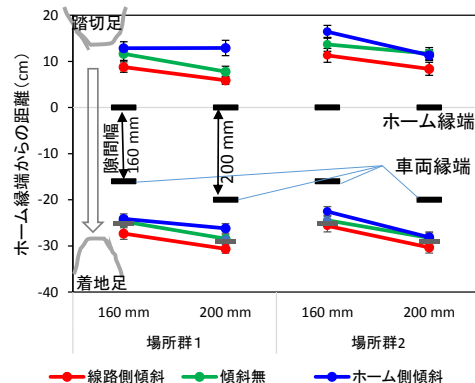 20
10
0
-10
-20
-30
-40
ホーム縁端からの距離(cm)
踏切足
着地足
隙間幅
160 mm
200 mm
ホーム縁端
車両縁端
160 mm 200 mm 160 mm 200 mm
場所群1 場所群2
線路側傾斜 傾斜無 ホーム側傾斜